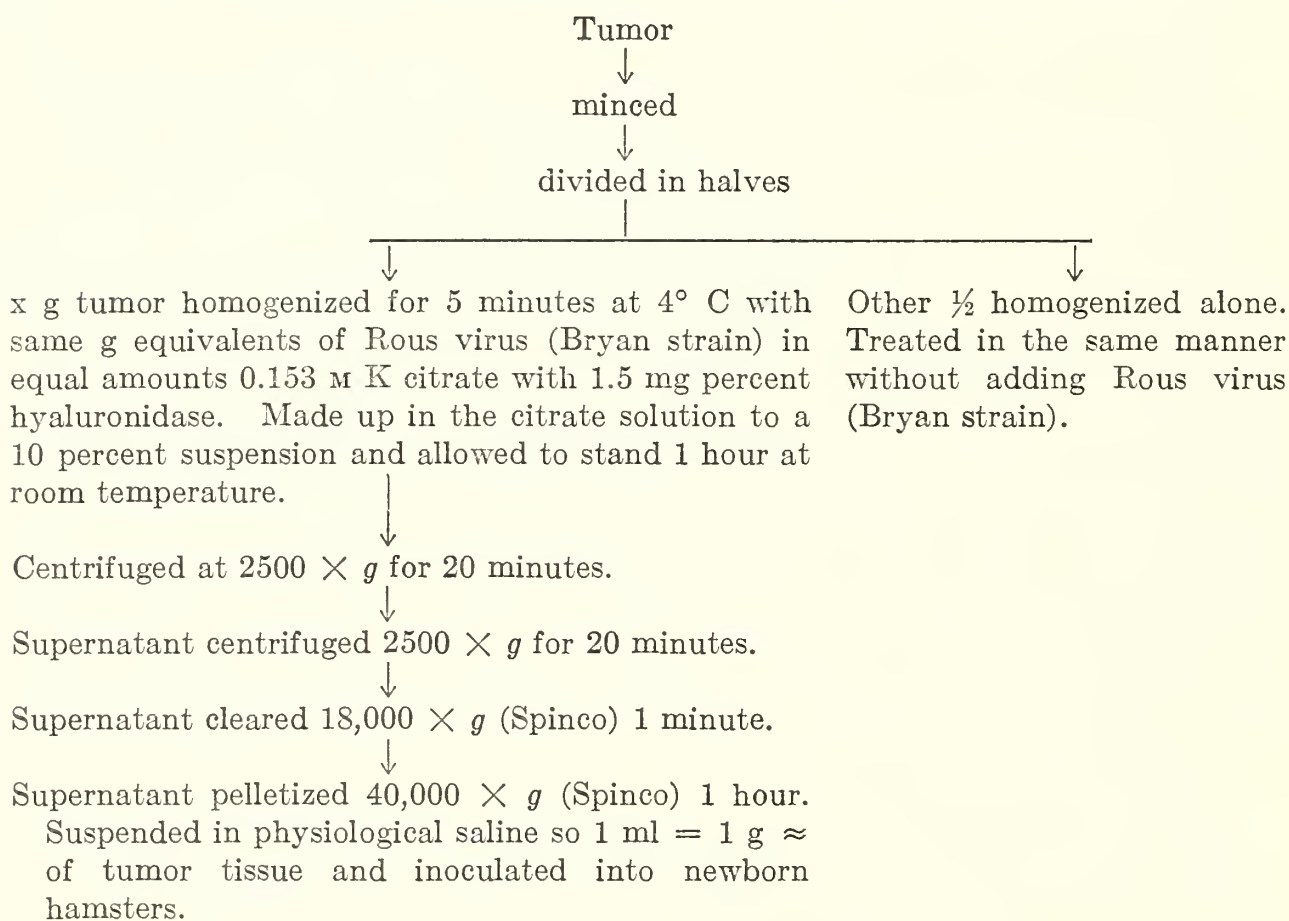 Tumor
minced
divided in halves
x g tumor homogenized for 5 minutes at 4° C with
same g equivalents of Rous virus (Bryan strain) in
equal amounts 0.153 ᴍ K citrate with 1.5 mg percent
hyaluronidase. Made up in the citrate solution to a
10 percent suspension and allowed to stand 1 hour at
room temperature.
Other ½ homogenized alone.
Treated in the same manner
without adding Rous virus
(Bryan strain).
Centrifuged at 2500 × g for 20 minutes.
Supernatant centrifuged 2500 × g for 20 minutes.
Supernatant cleared 18,000 × g (Spinco) 1 minute.
Supernatant pelletized 40,000 × g (Spinco) 1 hour.
Suspended in physiological saline so 1 ml = 1 g ≈
of tumor tissue and inoculated into newborn
hamsters.